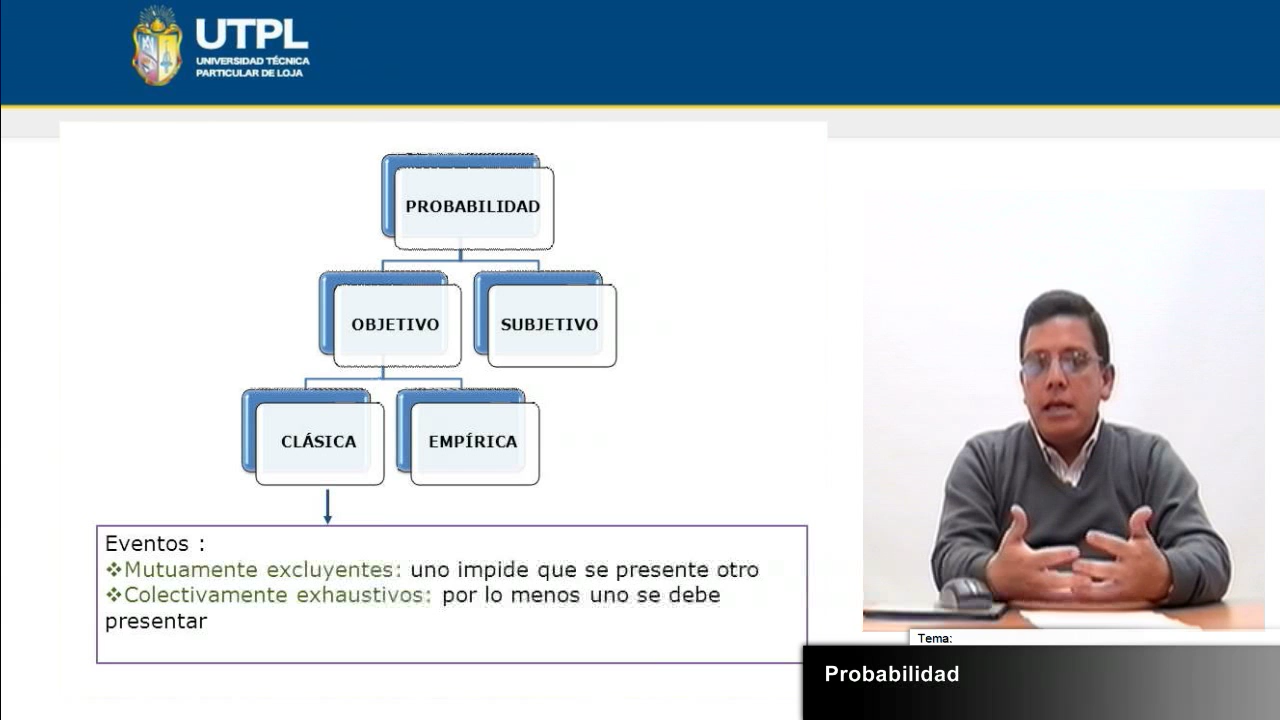 UTPL
UNIVERSIDAD TÉCNICA
PARTICULAR DE LOJA
PROBABILIDAD
OBJETIVO
SUBJETIVO
CLÁSICA
EMPÍRICA
Eventos :
❖Mutuamente excluyentes: uno impide que se presente otro
❖Colectivamente exhaustivos: por lo menos uno se debe
presentar
Tema:
Probabilidad